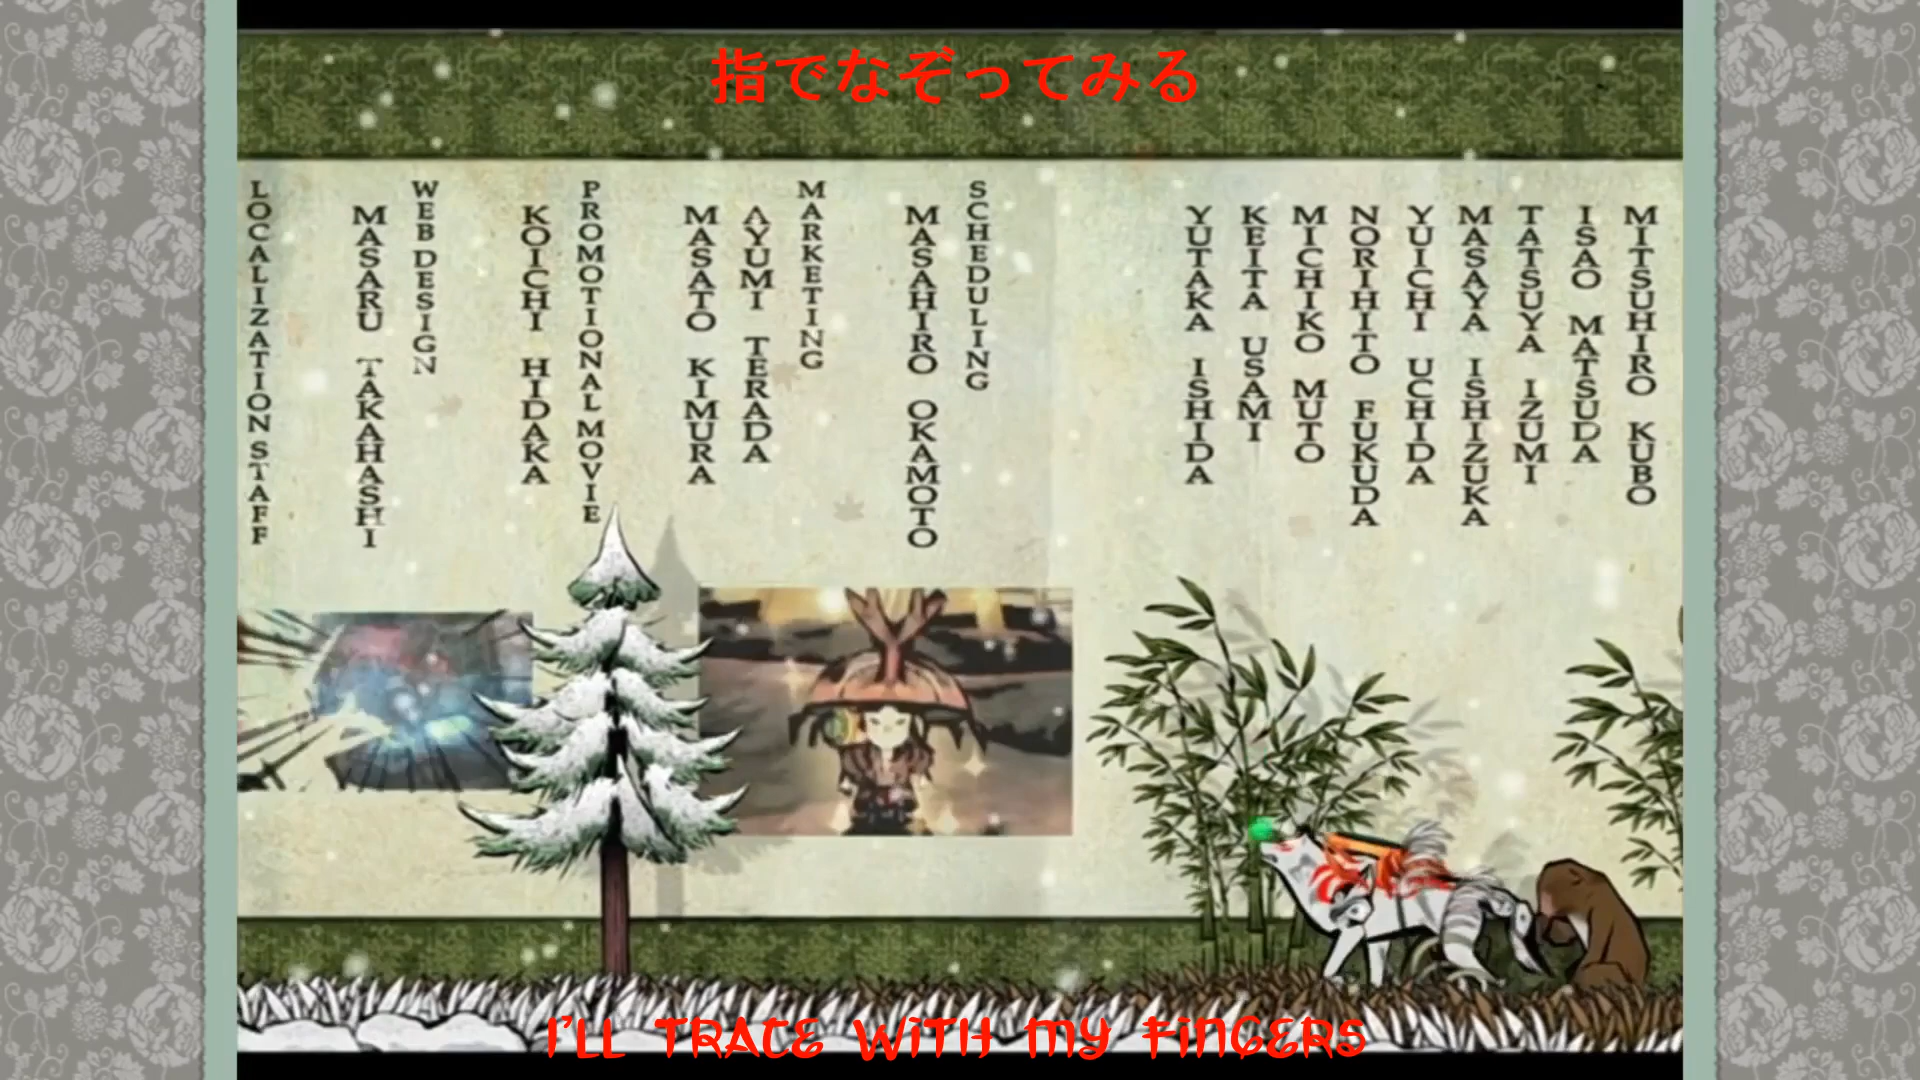 指でなぞってみる
MITSUHIRO KUBO
ISAO MATSUDA
TATSUYA IZUMI
MASAYA ISHIZUKA
YUICHI UCHIDA
NORIHITO FUKUDA
MICHIKO MUTO
KEITA USAMI
YUTAKA ISHIDA
SCHEDULING
MASAHIRO OKAMOTO
MARKETING
AYUMI TERADA
MASATO KIMURA
PROMOTIONAL MOVIE
KOICHI HIDAKA
WEB DESIGN
MASARU TAKAHASHI
LOCALIZATION STAFF
I'LL TRACE WITH MY FINGERS